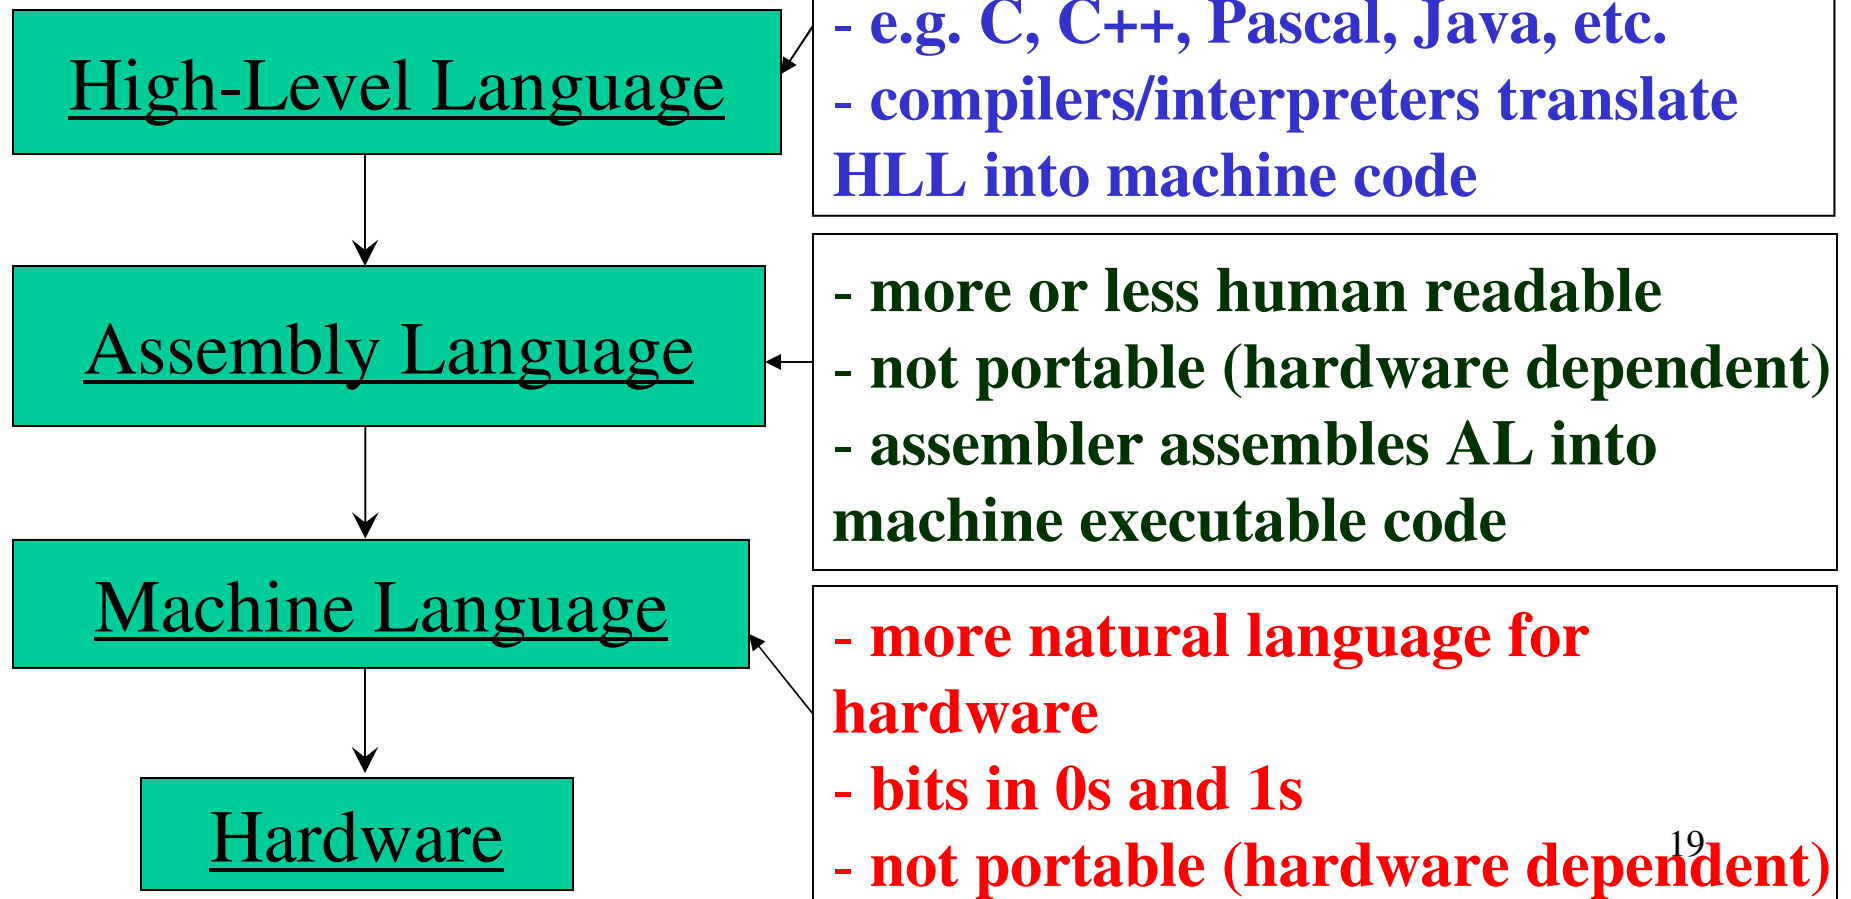 High-Level Language
- e.g. C, C++, Pascal, Java, etc.
- compilers/interpreters translate
HLL into machine code
Assembly Language
- more or less human readable
- not portable (hardware dependent)
- assembler assembles AL into
machine executable code
Machine Language
- more natural language for
hardware
- bits in 0s and 1s
- not portable (hardware dependent)
Hardware
19